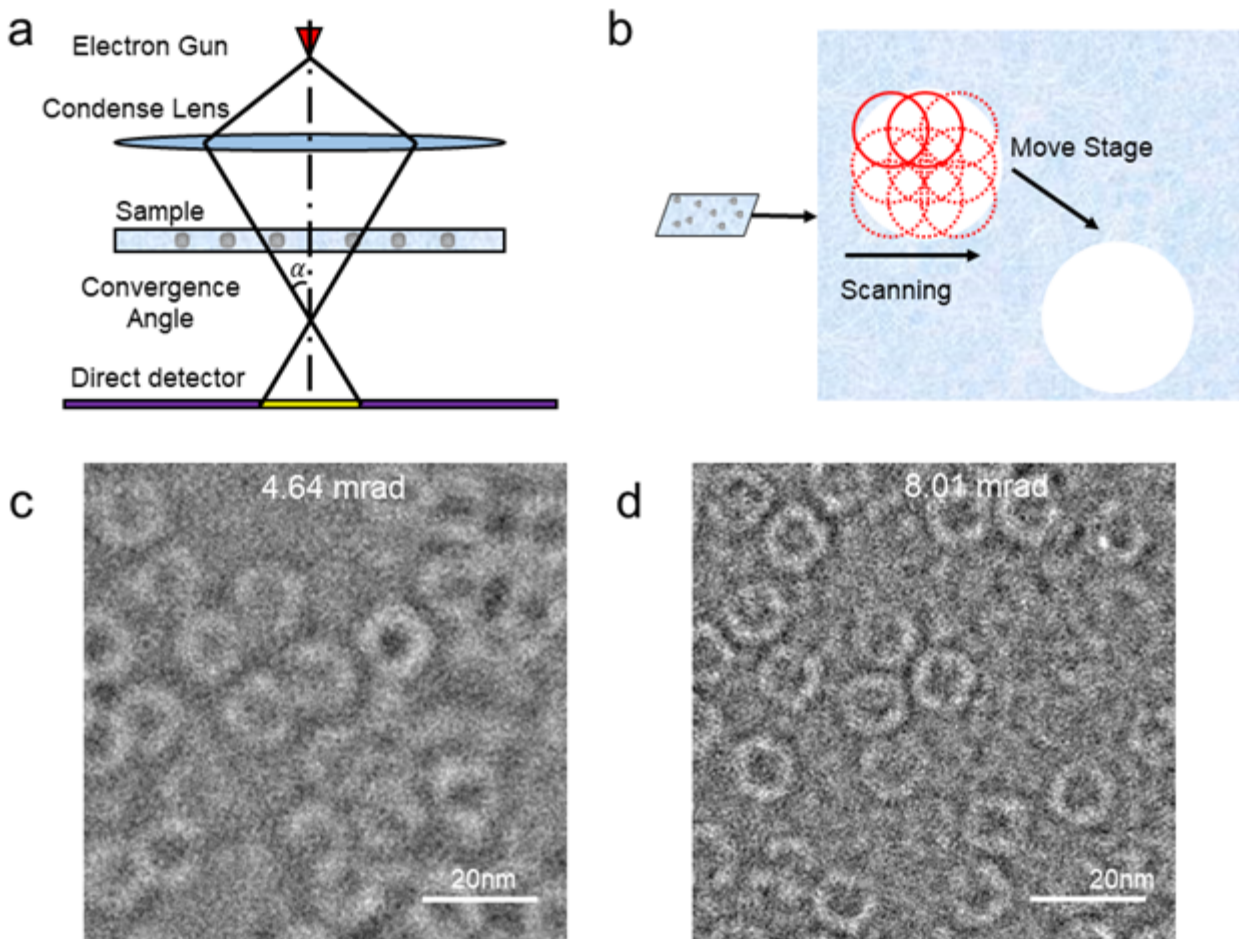 a
Electron Gun
Condense Lens
Sample
α
Convergence
Angle
Direct detector
b
Move Stage
Scanning
c
4.64 mrad
20nm
d
8.01 mrad
20nm